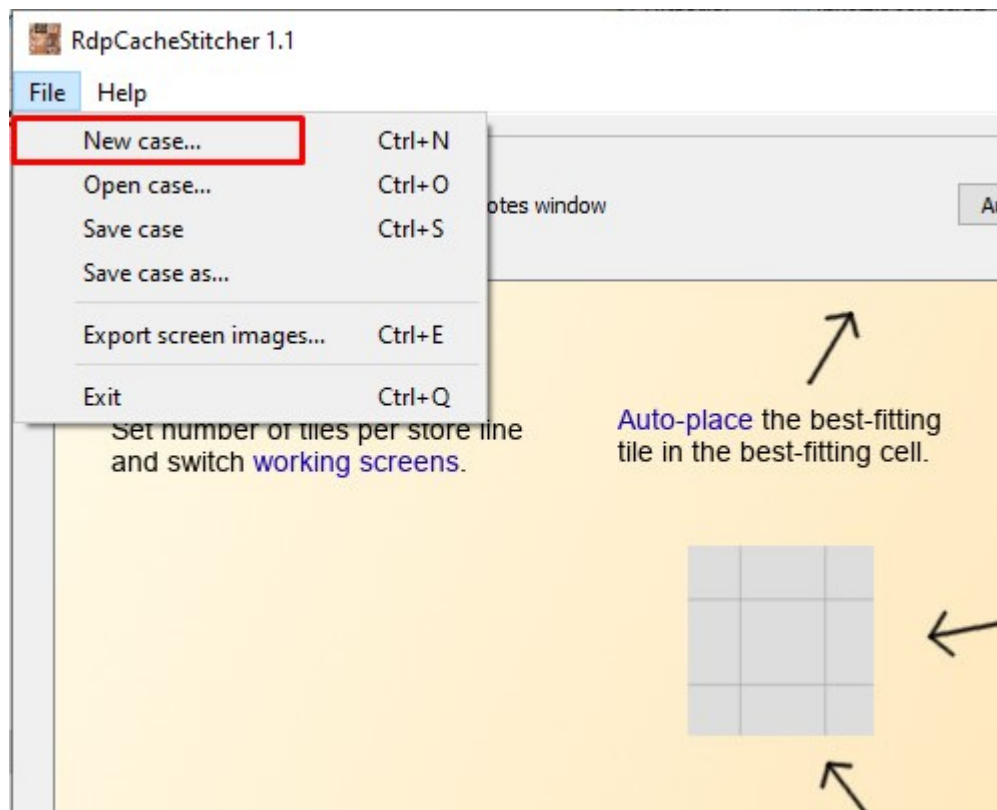 RdpCacheStitcher 1.1
File Help
New case... Ctrl+N
Open case... Ctrl+O
Save case Ctrl+S
Save case as...
Export screen images... Ctrl+E
Exit Ctrl+Q
window
Set number of tiles per store line
and switch working screens.
Auto-place the best-fitting
tile in the best-fitting cell.